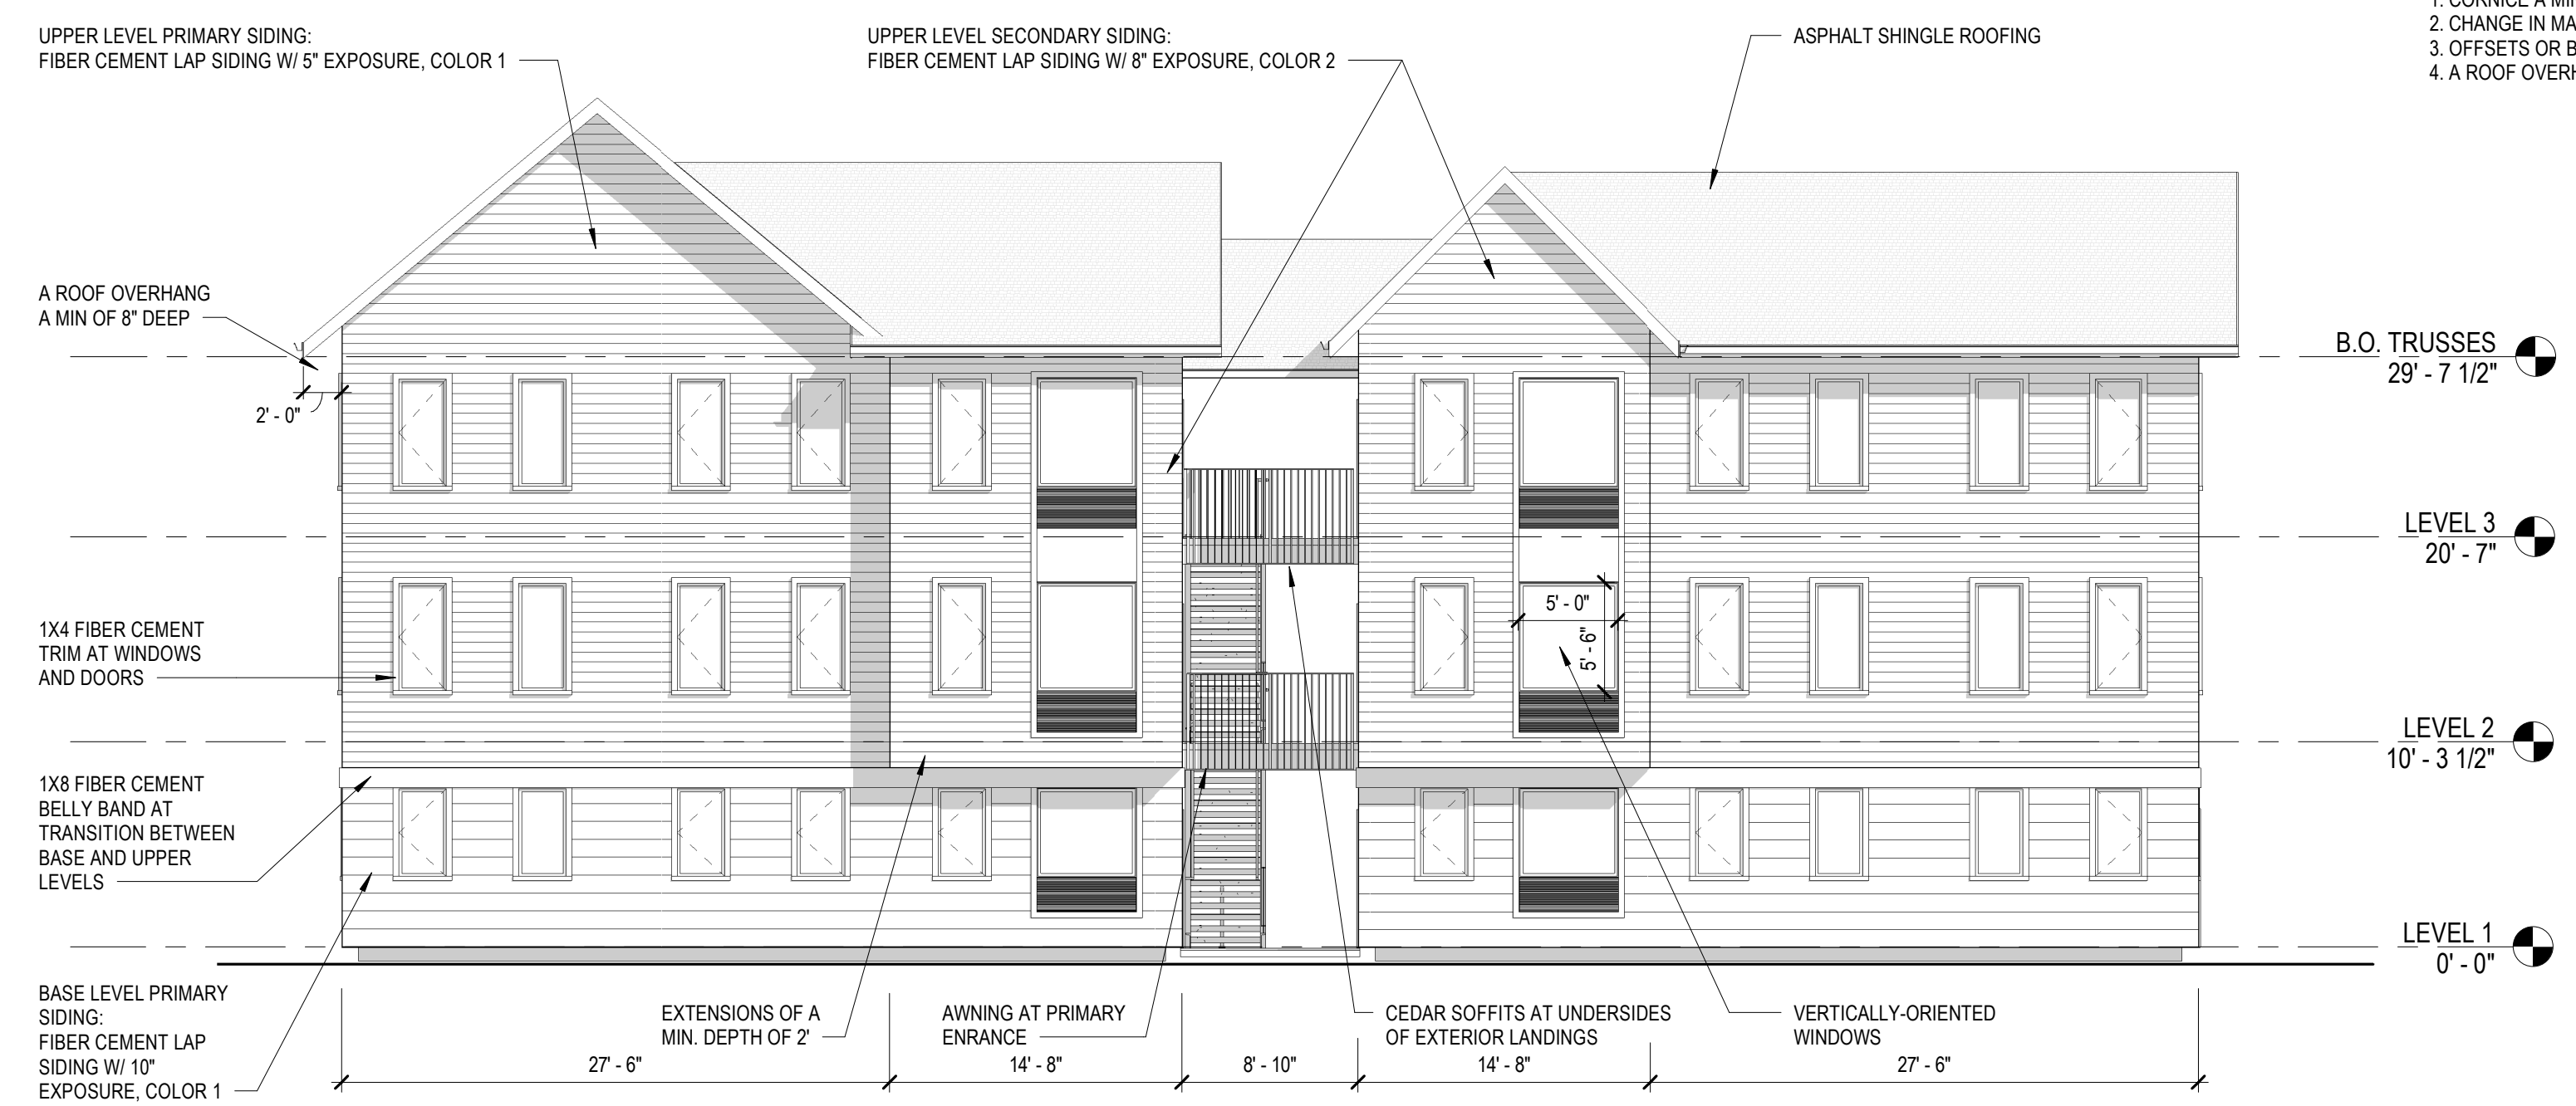 UPPER LEVEL PRIMARY SIDING:
FIBER CEMENT LAP SIDING W/ 5" EXPOSURE, COLOR 1
UPPER LEVEL SECONDARY SIDING:
FIBER CEMENT LAP SIDING W/ 8" EXPOSURE, COLOR 2
ASPHALT SHINGLE ROOFING
1. CORNICE A MI
2. CHANGE IN MA
3. OFFSETS OR B
4. A ROOF OVERH
A ROOF OVERHANG
A MIN OF 8" DEEP
2' - 0"
B.O. TRUSSES
29' - 7 1/2"
LEVEL 3
20' - 7"
5' - 0"
5' - 6"
1X4 FIBER CEMENT
TRIM AT WINDOWS
AND DOORS
LEVEL 2
10' - 3 1/2"
1X8 FIBER CEMENT
BELLY BAND AT
TRANSITION BETWEEN
BASE AND UPPER
LEVELS
LEVEL 1
0' - 0"
BASE LEVEL PRIMARY
SIDING:
FIBER CEMENT LAP
SIDING W/ 10"
EXPOSURE, COLOR 1
EXTENSIONS OF A
MIN. DEPTH OF 2'
AWNING AT PRIMARY
ENRANCE
CEDAR SOFFITS AT UNDERSIDES
OF EXTERIOR LANDINGS
VERTICALLY-ORIENTED
WINDOWS
27' - 6"
14' - 8"
8' - 10"
14' - 8"
27' - 6"